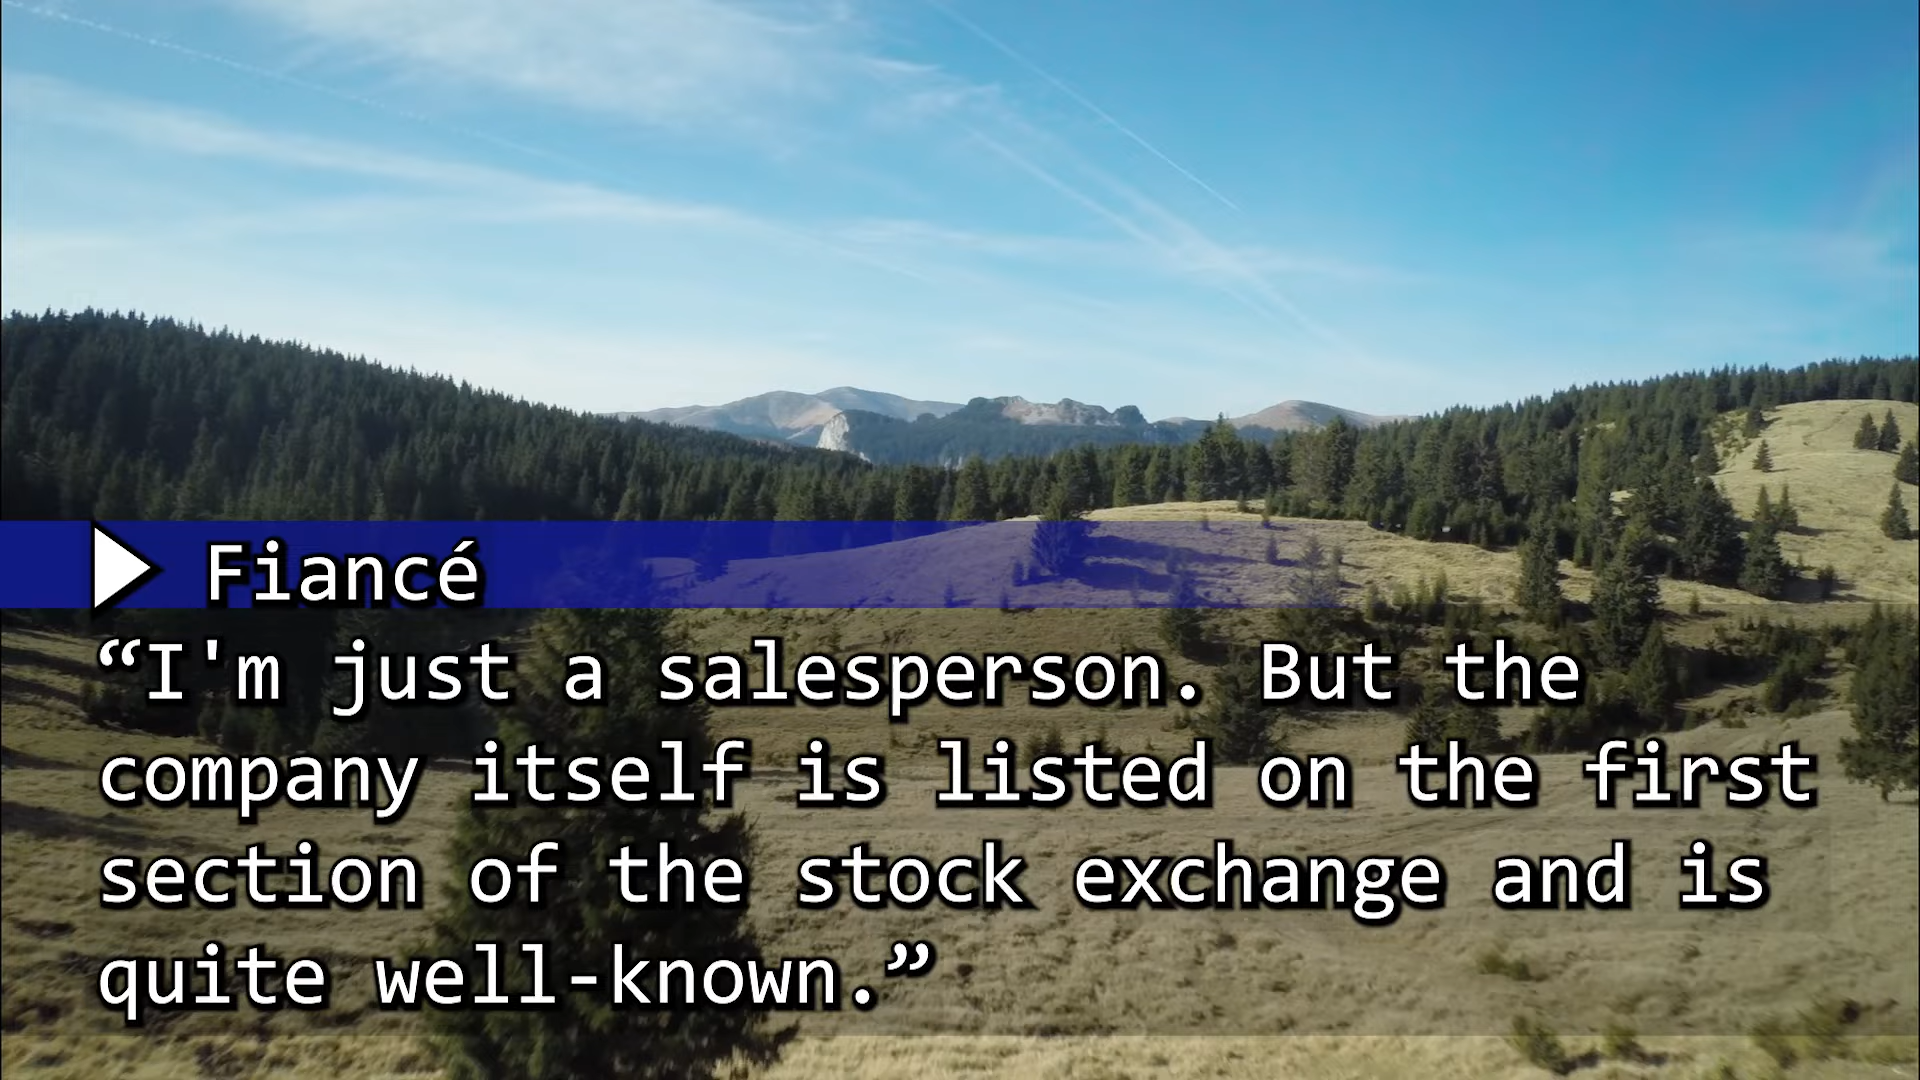 Fiancé
“I'm just a salesperson. But the
company itself is listed on the first
section of the stock exchange and is
quite well-known.”